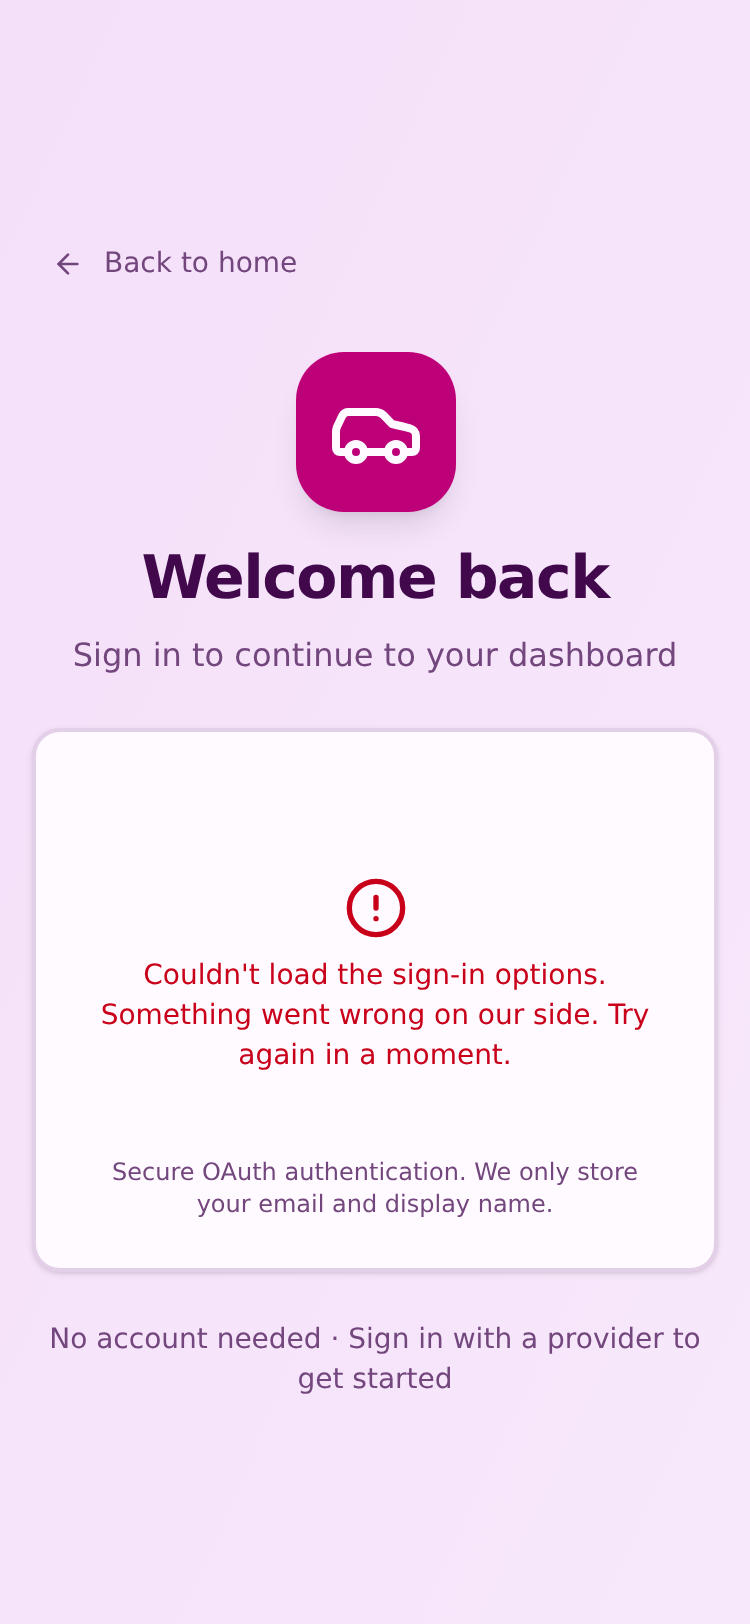 Back to home
Welcome back
Sign in to continue to your dashboard
Couldn't load the sign-in options.
Something went wrong on our side. Try
again in a moment.
Secure OAuth authentication. We only store
your email and display name.
No account needed · Sign in with a provider to
get started